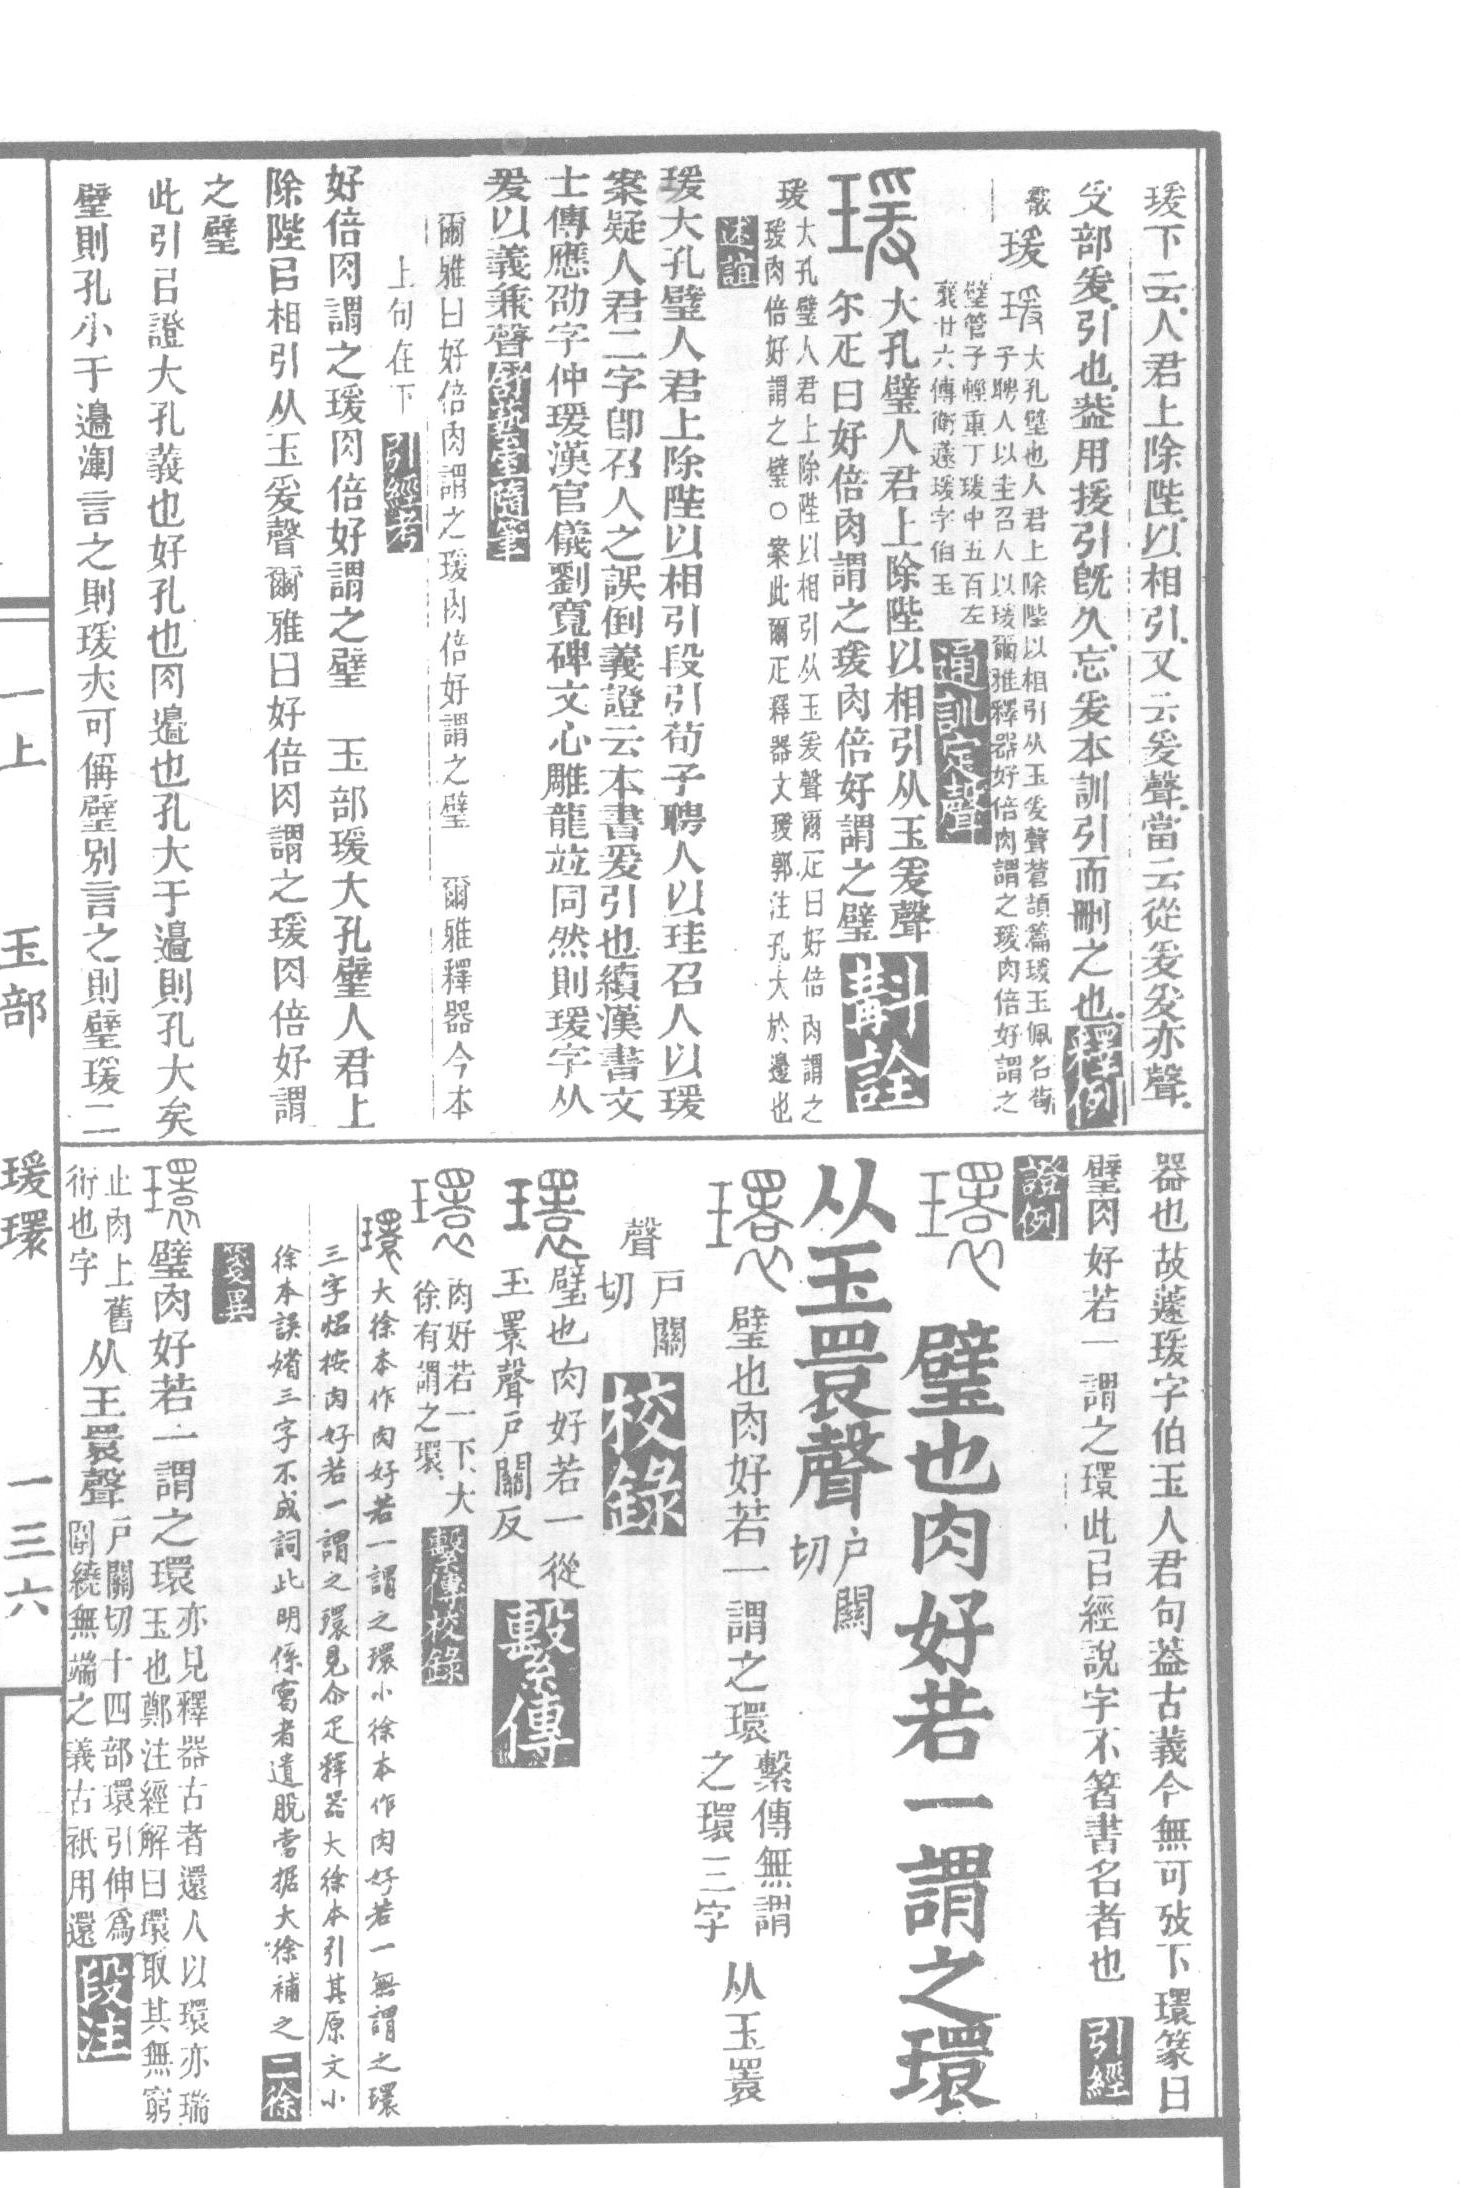 瑗下云人君上除陛以相引又云爰聲當云從爰爰亦聲
𠬪部爰引也葢用援引旣久忘爰本訓引而刪之也釋例
瑗
瑗大孔璧也人君上除陛以相引从玉爰聲蒼頡篇瑗玉佩名荀
子聘人以圭召人以瑗爾雅釋器好倍肉謂之瑗肉倍好謂之
璧管子輕重丁瑗中五百左
襄廿六傳衛蘧瑗字伯玉
通訓定聲
瑗大孔璧人君上除陛以相引从玉爰聲
尒疋曰好倍肉謂之瑗肉倍好謂之璧
斠詮
瑗大孔璧人君上除陛以相引从玉爰聲爾疋曰好倍肉謂之
瑗肉倍好謂之璧○案此爾疋釋器文瑗郭注孔大於邊也
述誼
瑗大孔璧人君上除陛以相引段引荀子聘人以珪召人以瑗
案疑人君二字卽召人之誤倒義證云本書爰引也續漢書文
士傳應劭字仲瑗漢官儀劉寬碑文心雕龍竝同然則瑗字从
爰以義兼聲舒埶室隨筆
爾雅曰好倍肉謂之瑗肉倍好謂之璧　爾雅釋器今本
上句在下引經考
好倍肉謂之瑗肉倍好謂之璧　玉部瑗大孔璧人君上
除陛㠯相引从玉爰聲爾雅曰好倍肉謂之瑗肉倍好謂
之璧
此引㠯證大孔義也好孔也肉邉也孔大于邉則孔大矣
璧則孔小于邉渾言之則瑗亦可偁璧別言之則璧瑗二
器也故蘧瑗字伯玉人君句葢古義今無可攷下環篆曰
璧肉好若一謂之環此㠯經說字不箸書名者也　引經
證例
環　璧也肉好若一謂之環
从玉睘聲戶關切
環　璧也肉好若一謂之環繫傳無謂之環三字　从玉睘
聲戶關切校錄
環　璧也肉好若一從
玉睘聲戶關反繫傳
環肉好若一下大
徐有謂之環
繫傳校錄
環大徐本作肉好若一謂之環小徐本作肉好若一無謂之環
三字炤按肉好若一謂之環見尒疋釋器大徐本引其原文小
徐本誤媘三字不成詞此明係寫者遺脫當据大徐補之二徐
箋異
環璧肉好若一謂之環亦見釋器古者還人以環亦瑞
玉也鄭注經解曰環取其無窮
止肉上舊
衍也字
从玉睘聲戶關切十四部環引伸爲
圍繞無端之義古衹用還
段注
一上　玉部　瑗環　一三六